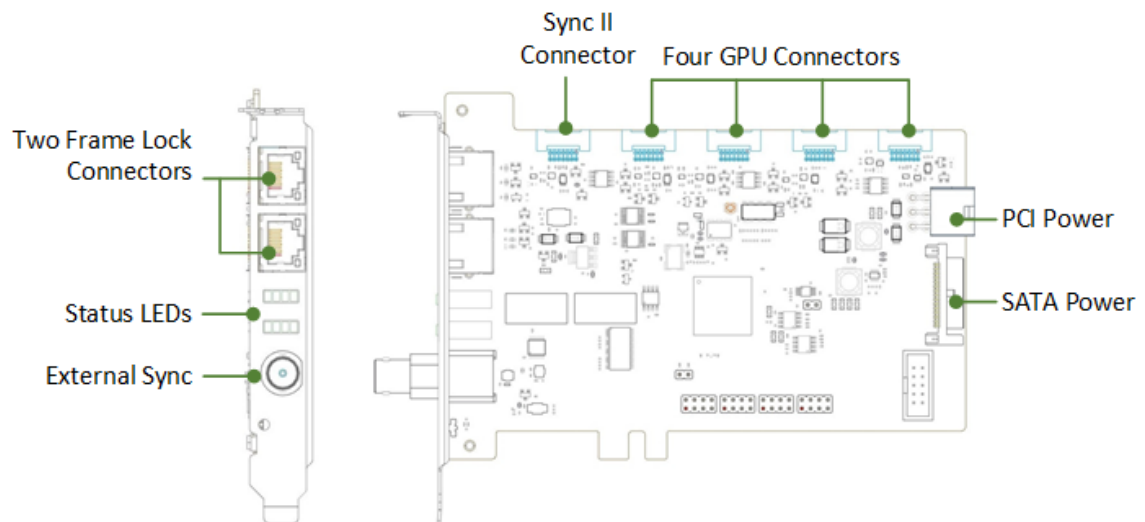 Sync II
Connector
Four GPU Connectors
Two Frame Lock
Connectors
PCI Power
Status LEDs
SATA Power
External Sync